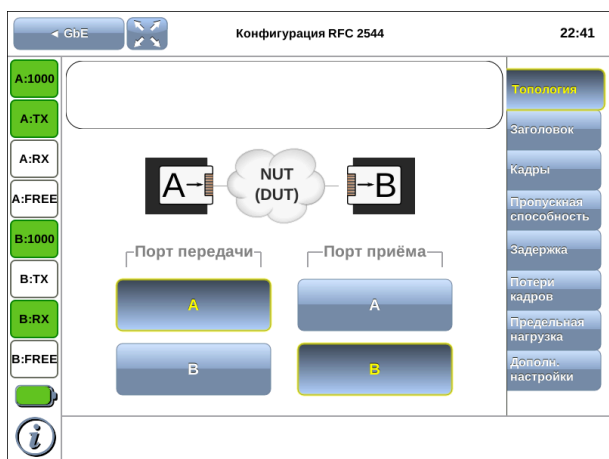 ◄ GbE
Конфигурация RFC 2544
22:41
A:1000
A:TX
A:RX
A:FREE
B:1000
B:TX
B:RX
B:FREE
i
A
NUT
(DUT)
B
Порт передачи
Порт приёма
A
A
B
B
Топология
Заголовок
Кадры
Пропускная
способность
Задержка
Потери
кадров
Предельная
нагрузка
Дополн.
настройки